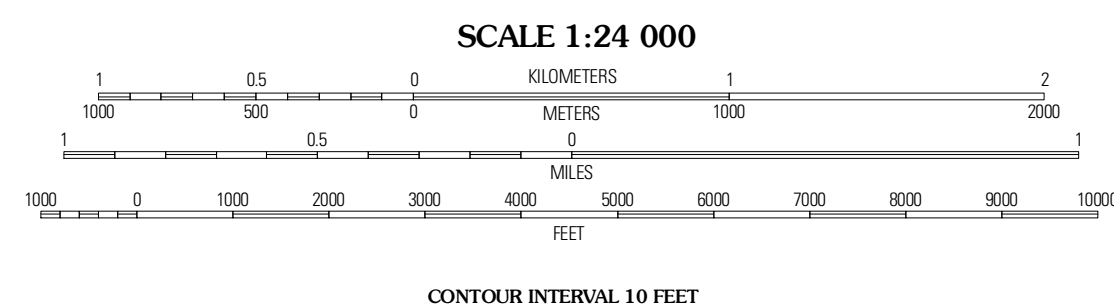 SCALE 1:24 000
1 0.5 0 KILOMETERS 1 2
1000 500 0 METERS 1000 2000
1 0.5 0 1
MILES
1000 0 1000 2000 3000 4000 5000 6000 7000 8000 9000 10000
FEET
CONTOUR INTERVAL 10 FEET